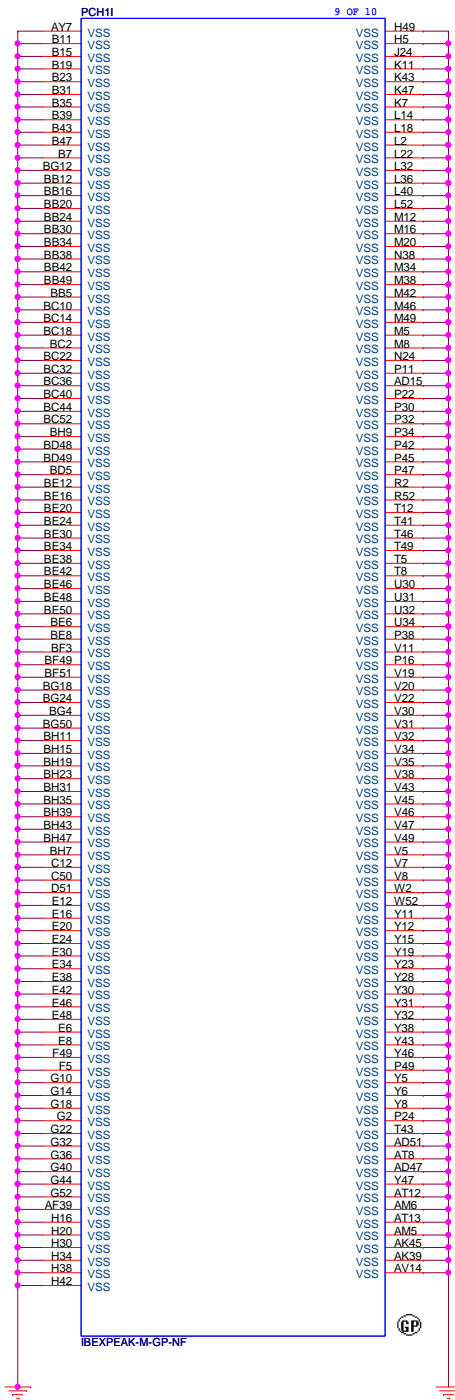 PCH1I 9 OF 10
AY7 VSS VSS H49
B11 VSS VSS H5
B15 VSS VSS J24
B19 VSS VSS K11
B23 VSS VSS K43
B31 VSS VSS K47
B35 VSS VSS K7
B39 VSS VSS L14
B43 VSS VSS L18
B47 VSS VSS L2
B7 VSS VSS L22
BG12 VSS VSS L32
BB12 VSS VSS L36
BB16 VSS VSS L40
BB20 VSS VSS L52
BB24 VSS VSS M12
BB30 VSS VSS M16
BB34 VSS VSS M20
BB38 VSS VSS N38
BB42 VSS VSS M34
BB49 VSS VSS M38
BB5 VSS VSS M42
BC10 VSS VSS M46
BC14 VSS VSS M49
BC18 VSS VSS M5
BC2 VSS VSS M8
BC22 VSS VSS N24
BC32 VSS VSS P11
BC36 VSS VSS AD15
BC40 VSS VSS P22
BC44 VSS VSS P30
BC52 VSS VSS P32
BH9 VSS VSS P34
BD48 VSS VSS P42
BD49 VSS VSS P45
BD5 VSS VSS P47
BE12 VSS VSS R2
BE16 VSS VSS R52
BE20 VSS VSS T12
BE24 VSS VSS T41
BE30 VSS VSS T46
BE34 VSS VSS T49
BE38 VSS VSS T5
BE42 VSS VSS T8
BE46 VSS VSS U30
BE48 VSS VSS U31
BE50 VSS VSS U32
BE6 VSS VSS U34
BE8 VSS VSS P38
BF3 VSS VSS V11
BF49 VSS VSS P16
BF51 VSS VSS V19
BG18 VSS VSS V20
BG24 VSS VSS V22
BG4 VSS VSS V30
BG50 VSS VSS V31
BH11 VSS VSS V32
BH15 VSS VSS V34
BH19 VSS VSS V35
BH23 VSS VSS V38
BH31 VSS VSS V43
BH35 VSS VSS V45
BH39 VSS VSS V46
BH43 VSS VSS V47
BH47 VSS VSS V49
BH7 VSS VSS V5
C12 VSS VSS V7
C50 VSS VSS V8
D51 VSS VSS W2
E12 VSS VSS W52
E16 VSS VSS Y11
E20 VSS VSS Y12
E24 VSS VSS Y15
E30 VSS VSS Y19
E34 VSS VSS Y23
E38 VSS VSS Y28
E42 VSS VSS Y30
E46 VSS VSS Y31
E48 VSS VSS Y32
E6 VSS VSS Y38
E8 VSS VSS Y43
F49 VSS VSS Y46
F5 VSS VSS P49
G10 VSS VSS Y5
G14 VSS VSS Y6
G18 VSS VSS Y8
G2 VSS VSS P24
G22 VSS VSS T43
G32 VSS VSS AD51
G36 VSS VSS AT8
G40 VSS VSS AD47
G44 VSS VSS Y47
G52 VSS VSS AT12
AF39 VSS VSS AM6
H16 VSS VSS AT13
H20 VSS VSS AM5
H30 VSS VSS AK45
H34 VSS VSS AK39
H38 VSS VSS AV14
H42 VSS
GP
IBEXPEAK-M-GP-NF